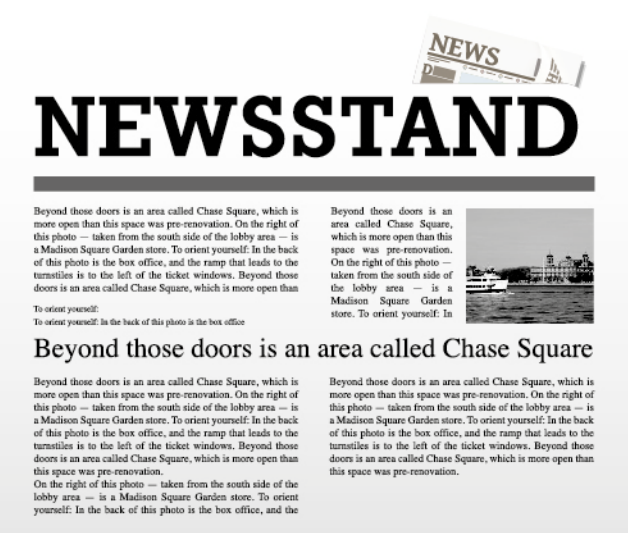 NEWS
D
NEWSSTAND
Beyond those doors is an area called Chase Square, which is
more open than this space was pre-renovation. On the right of
this photo — taken from the south side of the lobby area — is
a Madison Square Garden store. To orient yourself: In the back
of this photo is the box office, and the ramp that leads to the
turnstiles is to the left of the ticket windows. Beyond those
doors is an area called Chase Square, which is more open than
To orient yourself:
To orient yourself: In the back of this photo is the box office
Beyond those doors is an
area called Chase Square,
which is more open than this
space was pre-renovation.
On the right of this photo —
taken from the south side of
the lobby area — is a
Madison Square Garden
store. To orient yourself: In
Beyond those doors is an area called Chase Square
Beyond those doors is an area called Chase Square, which is
more open than this space was pre-renovation. On the right of
this photo — taken from the south side of the lobby area — is
a Madison Square Garden store. To orient yourself: In the back
of this photo is the box office, and the ramp that leads to the
turnstiles is to the left of the ticket windows. Beyond those
doors is an area called Chase Square, which is more open than
this space was pre-renovation.
On the right of this photo — taken from the south side of the
lobby area — is a Madison Square Garden store. To orient
yourself: In the back of this photo is the box office, and the
Beyond those doors is an area called Chase Square, which is
more open than this space was pre-renovation. On the right of
this photo — taken from the south side of the lobby area — is
a Madison Square Garden store. To orient yourself: In the back
of this photo is the box office, and the ramp that leads to the
turnstiles is to the left of the ticket windows. Beyond those
doors is an area called Chase Square, which is more open than
this space was pre-renovation.